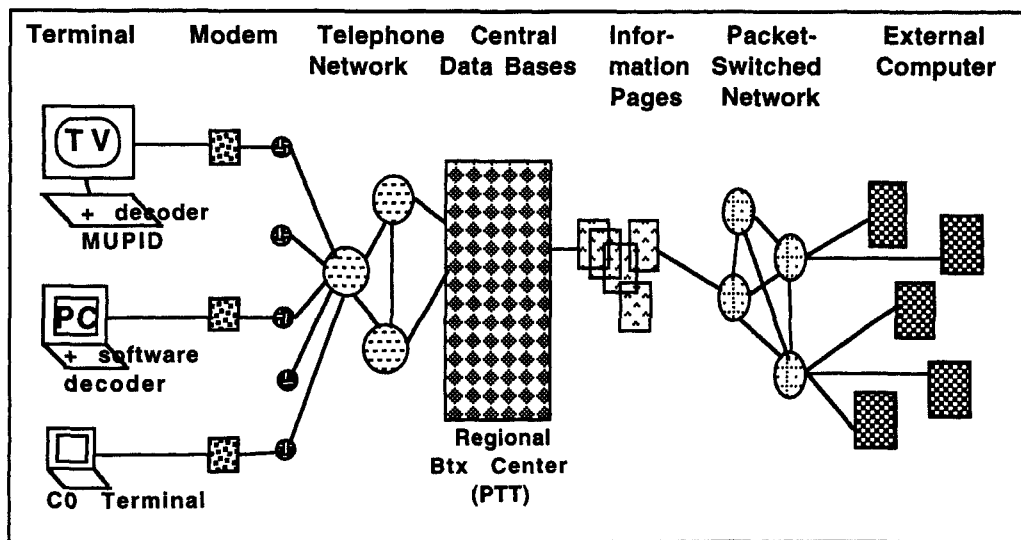 Terminal Modem Telephone Central Infor- Packet- External
Network Data Bases mation Switched Computer
Pages Network
TV
+ decoder
MUPID
PC
+ software
decoder
C0 Terminal
Regional
Btx Center
(PTT)